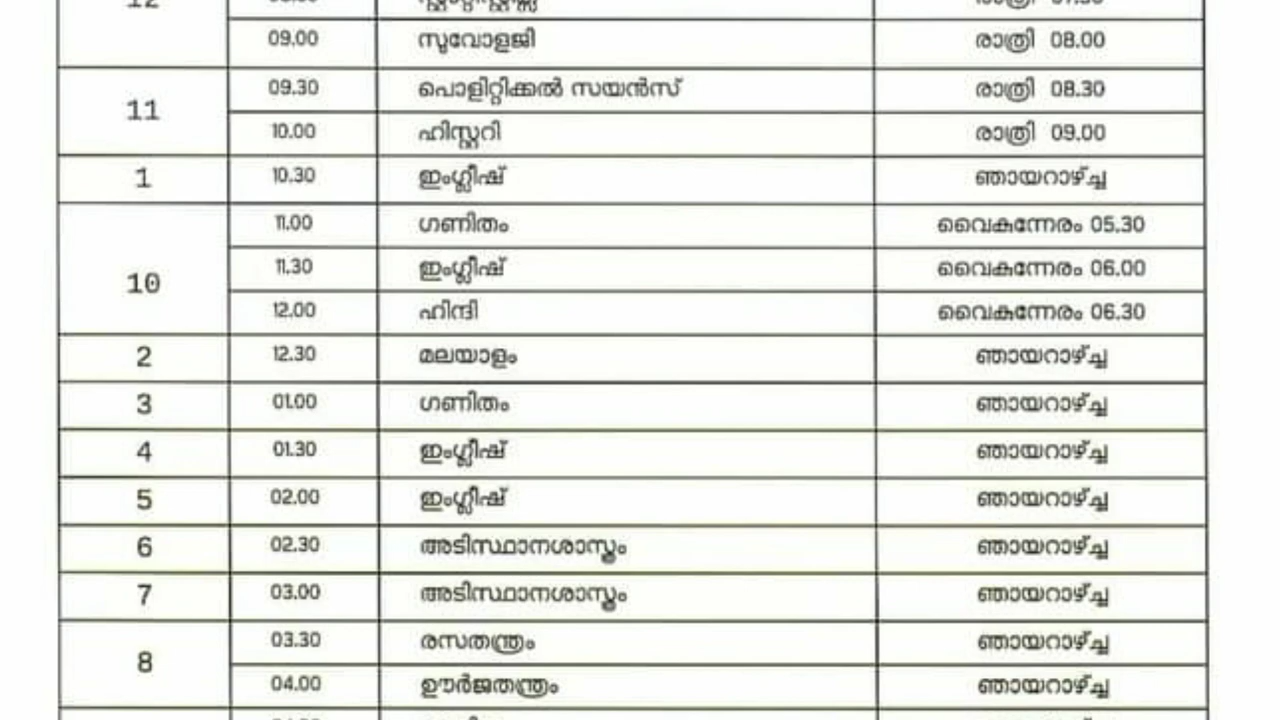 12 സ്റ്റാറ്റിസ്റ്റിക്സ് രാത്രി 07.30
09.00 സുവോളജി രാത്രി 08.00
11 09.30 പൊളിറ്റിക്കൽ സയൻസ് രാത്രി 08.30
10.00 ഹിസ്റ്ററി രാത്രി 09.00
1 10.30 ഇംഗ്ലീഷ് ഞായറാഴ്ച്ച
11.00 ഗണിതം വൈകുന്നേരം 05.30
10 11.30 ഇംഗ്ലീഷ് വൈകുന്നേരം 06.00
12.00 ഹിന്ദി വൈകുന്നേരം 06.30
2 12.30 മലയാളം ഞായറാഴ്ച്ച
3 01.00 ഗണിതം ഞായറാഴ്ച്ച
4 01.30 ഇംഗ്ലീഷ് ഞായറാഴ്ച്ച
5 02.00 ഇംഗ്ലീഷ് ഞായറാഴ്ച്ച
6 02.30 അടിസ്ഥാനശാസ്ത്രം ഞായറാഴ്ച്ച
7 03.00 അടിസ്ഥാനശാസ്ത്രം ഞായറാഴ്ച്ച
8 03.30 രസതന്ത്രം ഞായറാഴ്ച്ച
04.00 ഊർജതന്ത്രം ഞായറാഴ്ച്ച